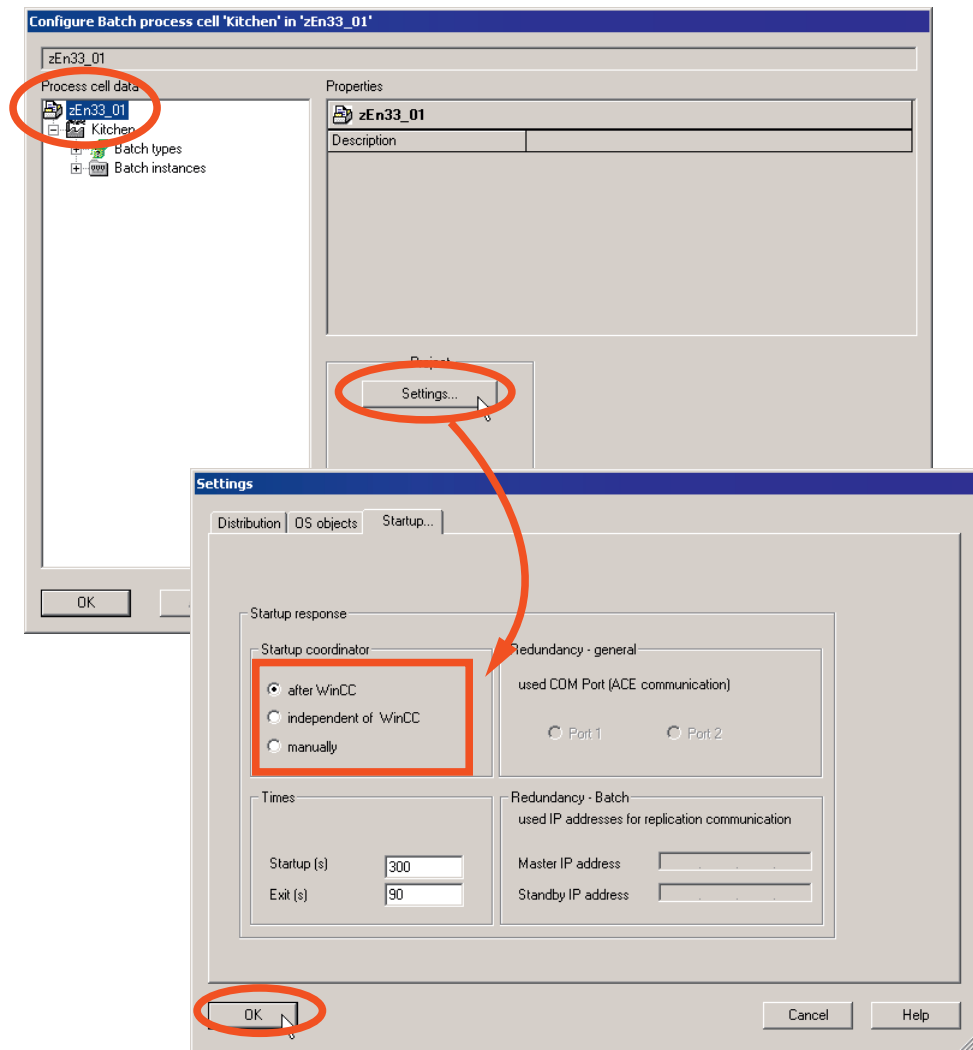 Configure Batch process cell 'Kitchen' in 'zEn33_01'
zEn33_01
Process cell data
Properties
zEn33_01
Kitchen
Batch types
Batch instances
zEn33_01
Description
Project
Settings...
OK
Settings
Distribution
OS objects
Startup...
Startup response
Startup coordinator
after WinCC
independent of WinCC
manually
Redundancy - general
used COM Port (ACE communication)
Port 1
Port 2
Times
Startup (s)
300
Exit (s)
90
Redundancy - Batch
used IP addresses for replication communication
Master IP address
Standby IP address
OK
Cancel
Help